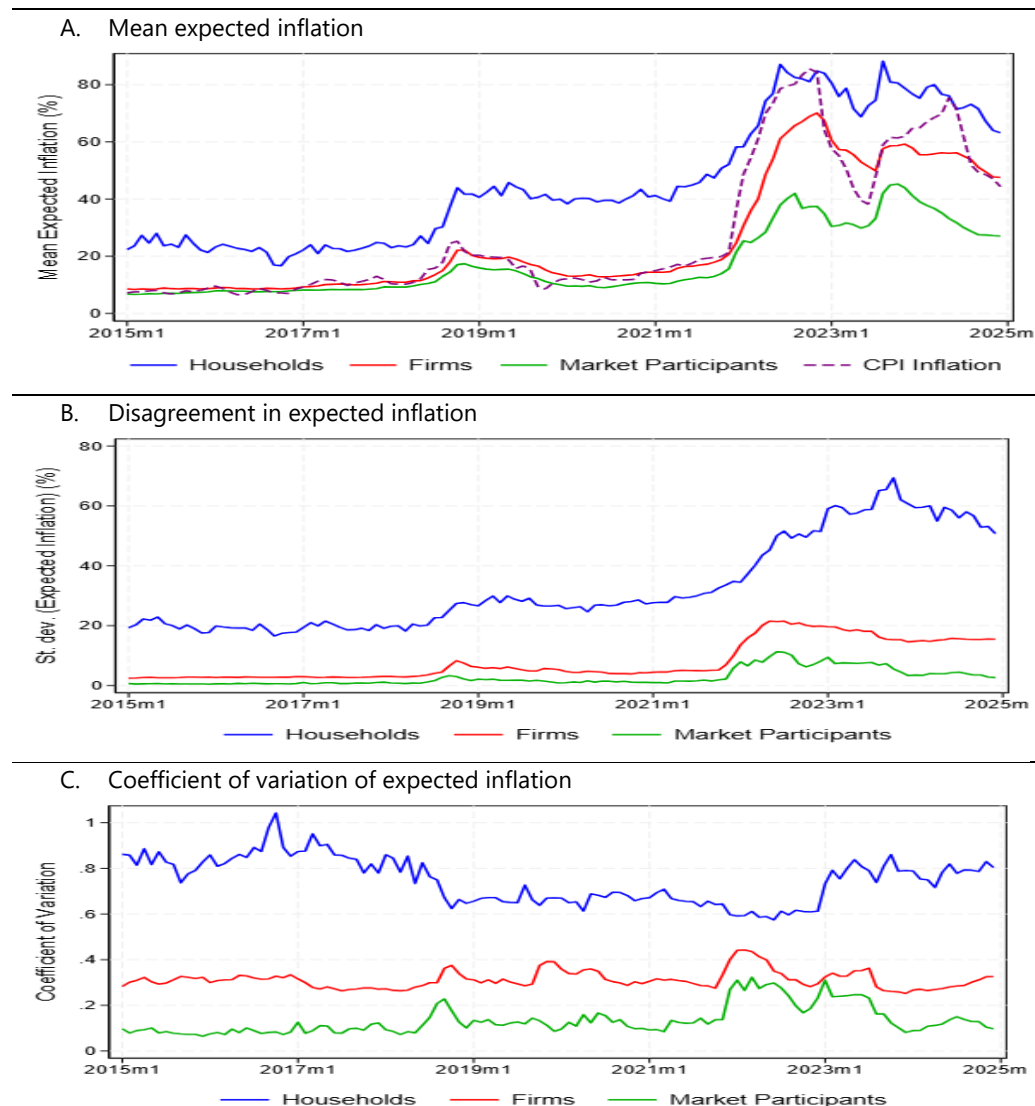 A. Mean expected inflation
Mean Expected Inflation (%)
80
60
40
20
0
2015m1 2017m1 2019m1 2021m1 2023m1 2025m
Households Firms Market Participants CPI Inflation
B. Disagreement in expected inflation
St. dev. (Expected Inflation) (%)
80
60
40
20
0
2015m1 2017m1 2019m1 2021m1 2023m1 2025m
Households Firms Market Participants
C. Coefficient of variation of expected inflation
Coefficient of Variation
1
.8
.6
.4
.2
0
2015m1 2017m1 2019m1 2021m1 2023m1 2025m
Households Firms Market Participants